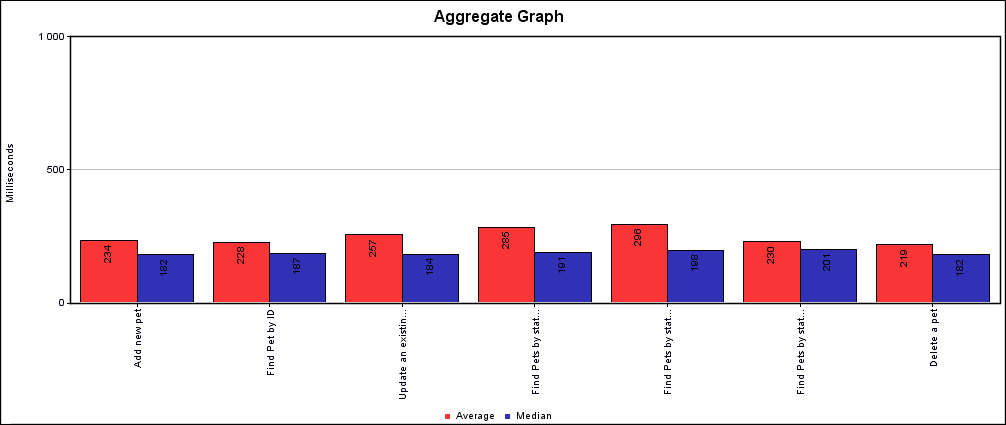 Aggregate Graph
1 000
500
0
Milliseconds
234
182
228
187
257
184
285
191
296
198
230
201
219
182
Add new pet
Find Pet by ID
Update an existin...
Find Pets by stat...
Find Pets by stat...
Find Pets by stat...
Delete a pet
Average
Median